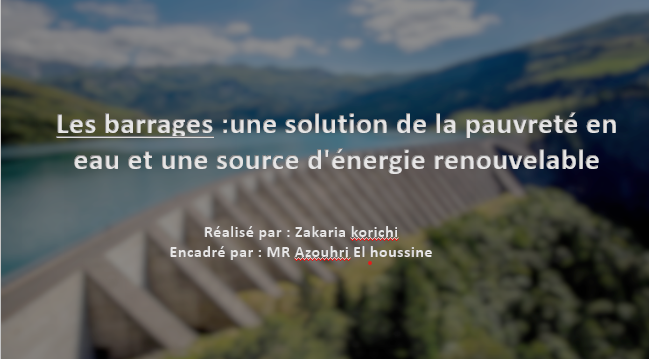 Les barrages :une solution de la pauvreté en
eau et une source d'énergie renouvelable
Réalisé par : Zakaria korichi
Encadré par : MR Azouhri El houssine